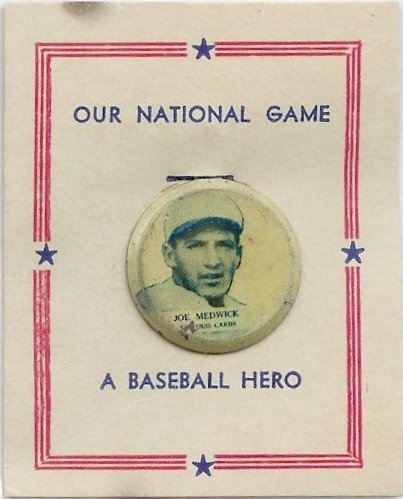 OUR NATIONAL GAME
JOE MEDWICK
CARDS
A BASEBALL HERO